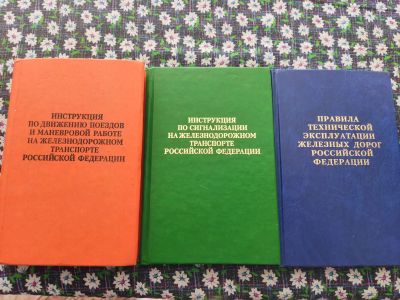 ИНСТРУКЦИЯ
ПО ДВИЖЕНИЮ ПОЕЗДОВ
И МАНЕВРОВОЙ РАБОТЕ
НА ЖЕЛЕЗНОДОРОЖНОМ
ТРАНСПОРТЕ
РОССИЙСКОЙ ФЕДЕРАЦИИ
ИНСТРУКЦИЯ
ПО СИГНАЛИЗАЦИИ
НА ЖЕЛЕЗНОДОРОЖНОМ
ТРАНСПОРТЕ
РОССИЙСКОЙ ФЕДЕРАЦИИ
ПРАВИЛА
ТЕХНИЧЕСКОЙ
ЭКСПЛУАТАЦИИ
ЖЕЛЕЗНЫХ ДОРОГ
РОССИЙСКОЙ
ФЕДЕРАЦИИ